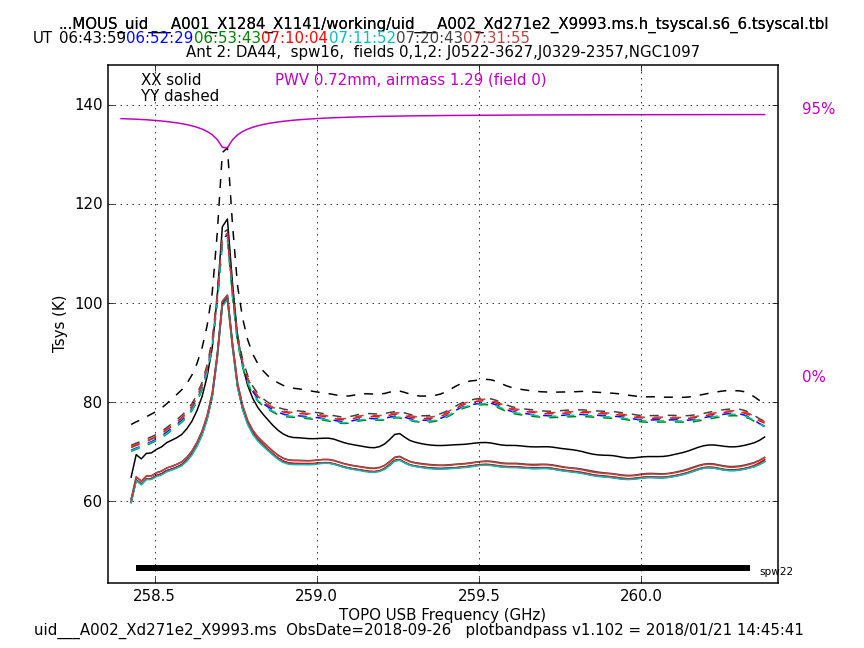 ...MOUS_uid___A001_X1284_X1141/working/uid___A002_Xd271e2_X9993.ms.h_tsyscal.s6_6.tsyscal.tbl
UT 06:43:59 06:52:29 06:53:43 07:10:04 07:11:52 07:20:43 07:31:55
Ant 2: DA44, spw16, fields 0,1,2: J0522-3627,J0329-2357,NGC1097
XX solid
PWV 0.72mm, airmass 1.29 (field 0)
YY dashed
140
95%
120
100
Tsys (K)
0%
80
60
spw22
258.5 259.0 259.5 260.0
TOPO USB Frequency (GHz)
uid___A002_Xd271e2_X9993.ms ObsDate=2018-09-26 plotbandpass v1.102 = 2018/01/21 14:45:41